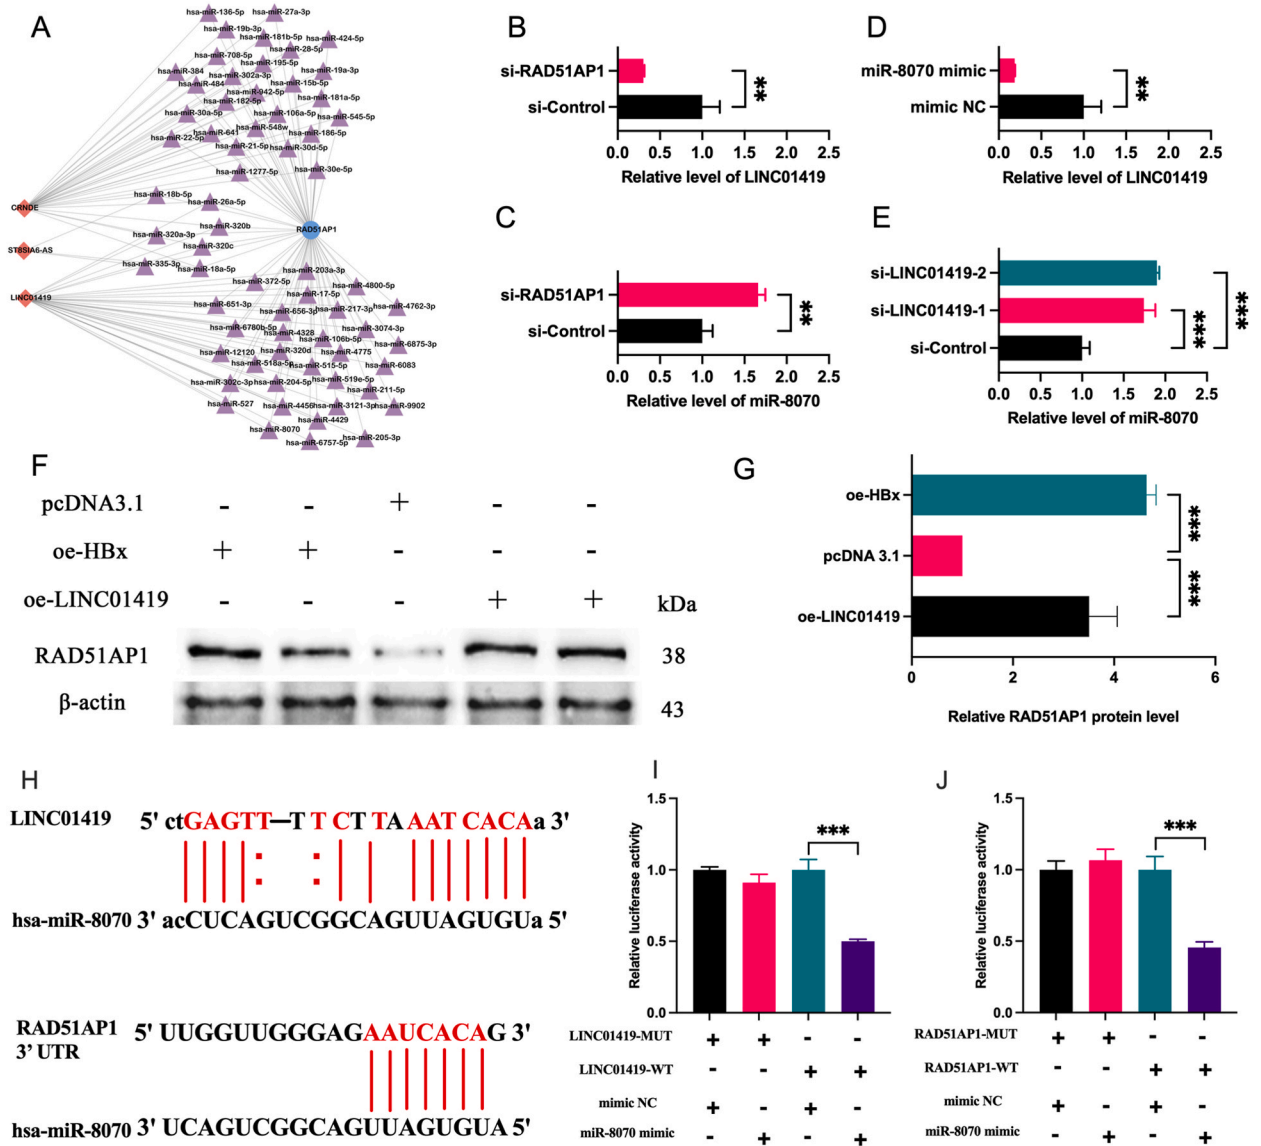 A
hsa-miR-136-5p
hsa-miR-27a-3p
hsa-miR-19b-3p
hsa-miR-181b-5p
hsa-miR-424-5p
hsa-miR-28-5p
hsa-miR-708-5p
hsa-miR-195-5p
hsa-miR-384
hsa-miR-302a-3p
hsa-miR-19a-3p
hsa-miR-484
hsa-miR-15b-5p
hsa-miR-942-5p
hsa-miR-182-5p
hsa-miR-181a-5p
hsa-miR-30a-5p
hsa-miR-106a-5p
hsa-miR-545-5p
hsa-miR-548w
hsa-miR-641
hsa-miR-186-5p
hsa-miR-22-5p
hsa-miR-21-5p
hsa-miR-30d-5p
hsa-miR-1277-5p
hsa-miR-30e-5p
hsa-miR-18b-5p
hsa-miR-26a-5p
CRNDE
hsa-miR-320b
RAD51AP1
hsa-miR-320a-3p
hsa-miR-320c
ST8SIA6-AS
hsa-miR-335-3p
hsa-miR-18a-5p
hsa-miR-203a-3p
hsa-miR-372-5p
hsa-miR-4800-5p
LINC01419
hsa-miR-17-5p
hsa-miR-651-3p
hsa-miR-656-3p
hsa-miR-217-3p
hsa-miR-4762-3p
hsa-miR-6780b-5p
hsa-miR-4328
hsa-miR-3074-3p
hsa-miR-106b-5p
hsa-miR-6875-3p
hsa-miR-12120
hsa-miR-320d
hsa-miR-4775
hsa-miR-518a-5p
hsa-miR-515-5p
hsa-miR-6083
hsa-miR-302c-3p
hsa-miR-204-5p
hsa-miR-519e-5p
hsa-miR-211-5p
hsa-miR-527
hsa-miR-4456
hsa-miR-3121-3p
hsa-miR-9902
hsa-miR-4429
hsa-miR-8070
hsa-miR-6757-5p
hsa-miR-205-3p
B
si-RAD51AP1
si-Control
**
0.0 0.5 1.0 1.5 2.0 2.5
Relative level of LINC01419
D
miR-8070 mimic
mimic NC
**
0.0 0.5 1.0 1.5 2.0 2.5
Relative level of LINC01419
C
si-RAD51AP1
si-Control
**
0.0 0.5 1.0 1.5 2.0 2.5
Relative level of miR-8070
E
si-LINC01419-2
si-LINC01419-1
si-Control
***
***
0.0 0.5 1.0 1.5 2.0 2.5
Relative level of miR-8070
F
pcDNA3.1 - - + - -
oe-HBx + + - - -
oe-LINC01419 - - - + +
kDa
RAD51AP1 38
β-actin 43
G
oe-HBx
pcDNA 3.1
oe-LINC01419
***
***
0 2 4 6
Relative RAD51AP1 protein level
H
LINC01419 5' ctGAGTT—TTCTTAAATCACAa 3'
hsa-miR-8070 3' acCUCAGUCGGCAGUUAGUGUa 5'
RAD51AP1
3' UTR
5' UUGGUUGGGAGAAUCACAG 3'
hsa-miR-8070 3' UCAGUCGGCAGUUAGUGUA 5'
I
Relative luciferase activity
1.5
1.0
0.5
0.0
***
LINC01419-MUT + + - -
LINC01419-WT - - + +
mimic NC + - + -
miR-8070 mimic - + - +
J
Relative luciferase activity
1.5
1.0
0.5
0.0
***
RAD51AP1-MUT + + - -
RAD51AP1-WT - - + +
mimic NC + - + -
miR-8070 mimic - + - +